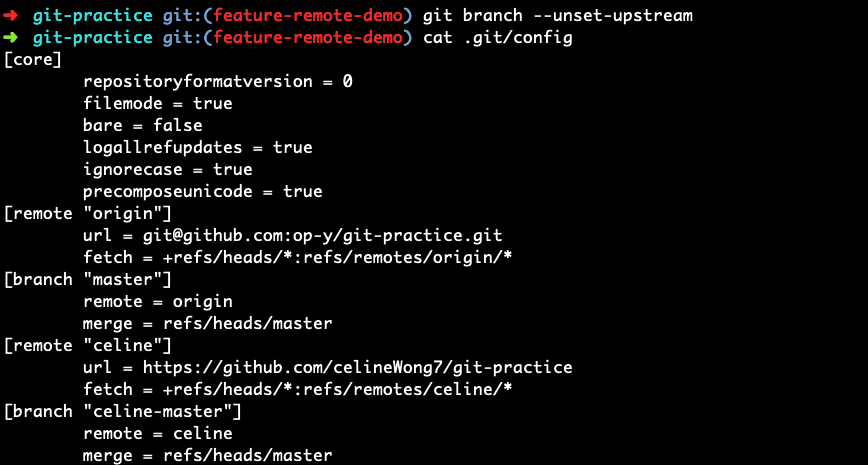 ➜  git-practice git:(feature-remote-demo) git branch --unset-upstream
➜  git-practice git:(feature-remote-demo) cat .git/config
[core]
        repositoryformatversion = 0
        filemode = true
        bare = false
        logallrefupdates = true
        ignorecase = true
        precomposeunicode = true
[remote "origin"]
        url = git@github.com:op-y/git-practice.git
        fetch = +refs/heads/*:refs/remotes/origin/*
[branch "master"]
        remote = origin
        merge = refs/heads/master
[remote "celine"]
        url = https://github.com/celineWong7/git-practice
        fetch = +refs/heads/*:refs/remotes/celine/*
[branch "celine-master"]
        remote = celine
        merge = refs/heads/master